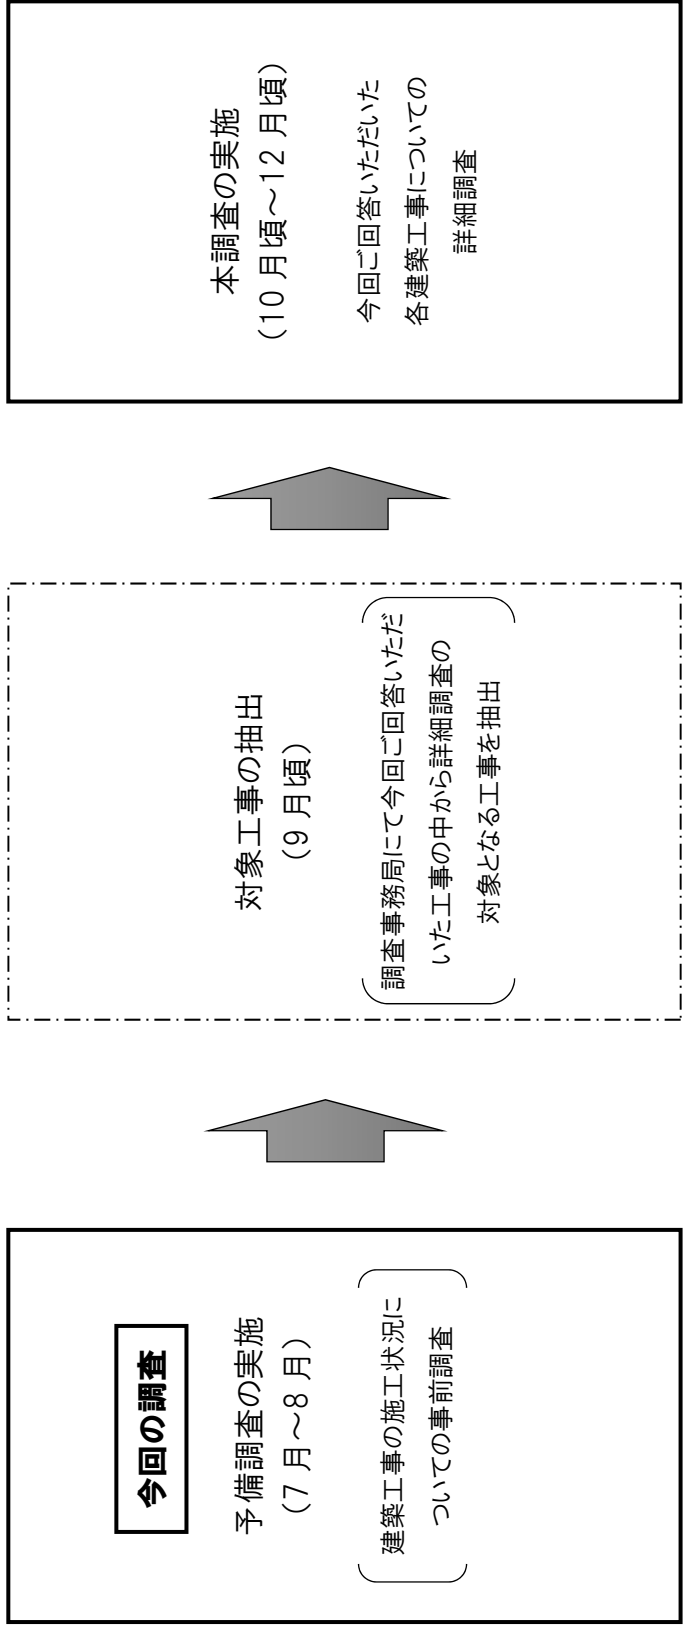 今回の調査
予備調査の実施
(7月~8月)
建築工事の施工状況に
ついての事前調査
対象工事の抽出
(9月頃)
調査事務局にて今回ご回答いただ
いた工事の中から詳細調査の
対象となる工事を抽出
本調査の実施
(10月頃~12月頃)
今回ご回答いただいた
各建築工事についての
詳細調査